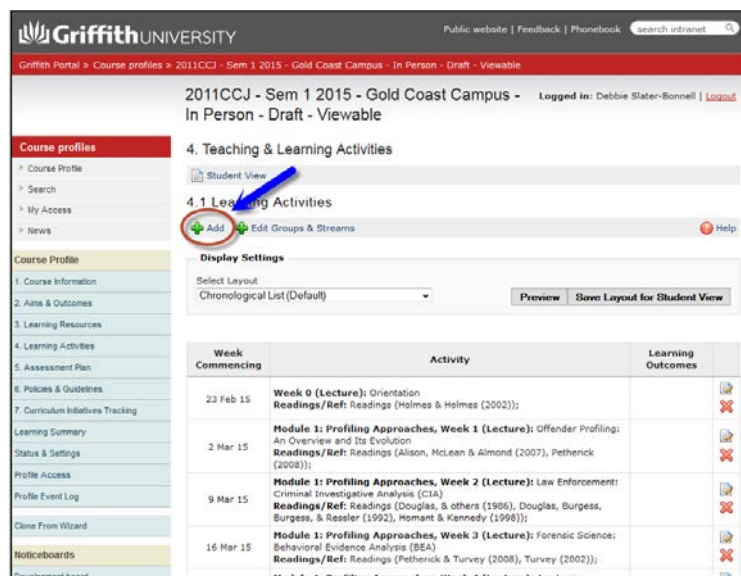 Griffith UNIVERSITY
Public website | Feedback | Phonebook
search intranet
Griffith Portal > Course profiles > 2011CCJ - Sem 1 2015 - Gold Coast Campus - In Person - Draft - Viewable
2011CCJ - Sem 1 2015 - Gold Coast Campus -
In Person - Draft - Viewable
Logged in: Debbie Slater-Bonnell | Logout
Course profiles
> Course Profile
> Search
> My Access
> News
Course Profile
1. Course Information
2. Aims & Outcomes
3. Learning Resources
4. Learning Activities
5. Assessment Plan
6. Policies & Guidelines
7. Curriculum Initiatives Tracking
Learning Summary
Status & Settings
Profile Access
Profile Event Log
Clone From Wizard
Noticeboards
4. Teaching & Learning Activities
Student View
4.1 Learning Activities
Add
Edit Groups & Streams
Help
Display Settings
Select Layout
Chronological List (Default)
Preview
Save Layout for Student View
Week
Commencing
Activity
Learning
Outcomes
23 Feb 15
Week 0 (Lecture): Orientation
Readings/Ref: Readings (Holmes & Holmes (2002));
2 Mar 15
Module 1: Profiling Approaches, Week 1 (Lecture): Offender Profiling:
An Overview and Its Evolution
Readings/Ref: Readings (Alison, McLean & Almond (2007), Petherick
(2008));
9 Mar 15
Module 1: Profiling Approaches, Week 2 (Lecture): Law Enforcement:
Criminal Investigative Analysis (CIA)
Readings/Ref: Readings (Douglas, & others (1986), Douglas, Burgess,
Burgess, & Ressler (1992), Homant & Kennedy (1998));
16 Mar 15
Module 1: Profiling Approaches, Week 3 (Lecture): Forensic Science:
Behavioral Evidence Analysis (BEA)
Readings/Ref: Readings (Petherick & Turvey (2008), Turvey (2002));